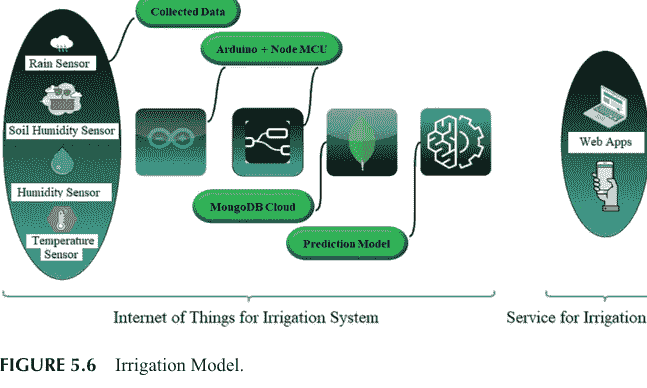 Collected Data
Arduino + Node MCU
Rain Sensor
Soil Humidity Sensor
Humidity Sensor
Temperature
Sensor
Web Apps
MongoDB Cloud
Prediction Model
Internet of Things for Irrigation System
Service for Irrigation
FIGURE 5.6 Irrigation Model.